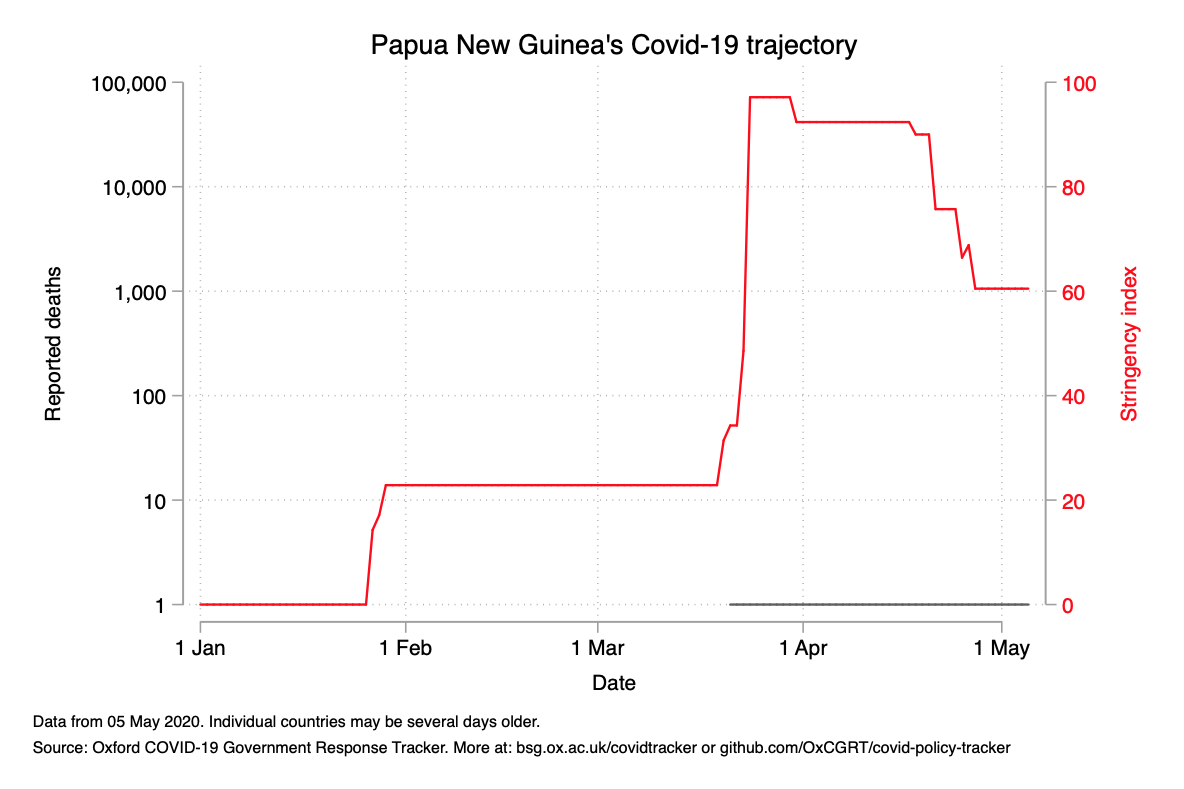 Papua New Guinea's Covid-19 trajectory
100,000
10,000
1,000
100
10
1
Reported deaths
100
80
60
40
20
0
Stringency index
1 Jan
1 Feb
1 Mar
1 Apr
1 May
Date
Data from 05 May 2020. Individual countries may be several days older.
Source: Oxford COVID-19 Government Response Tracker. More at: bsg.ox.ac.uk/covidtracker or github.com/OxCGRT/covid-policy-tracker